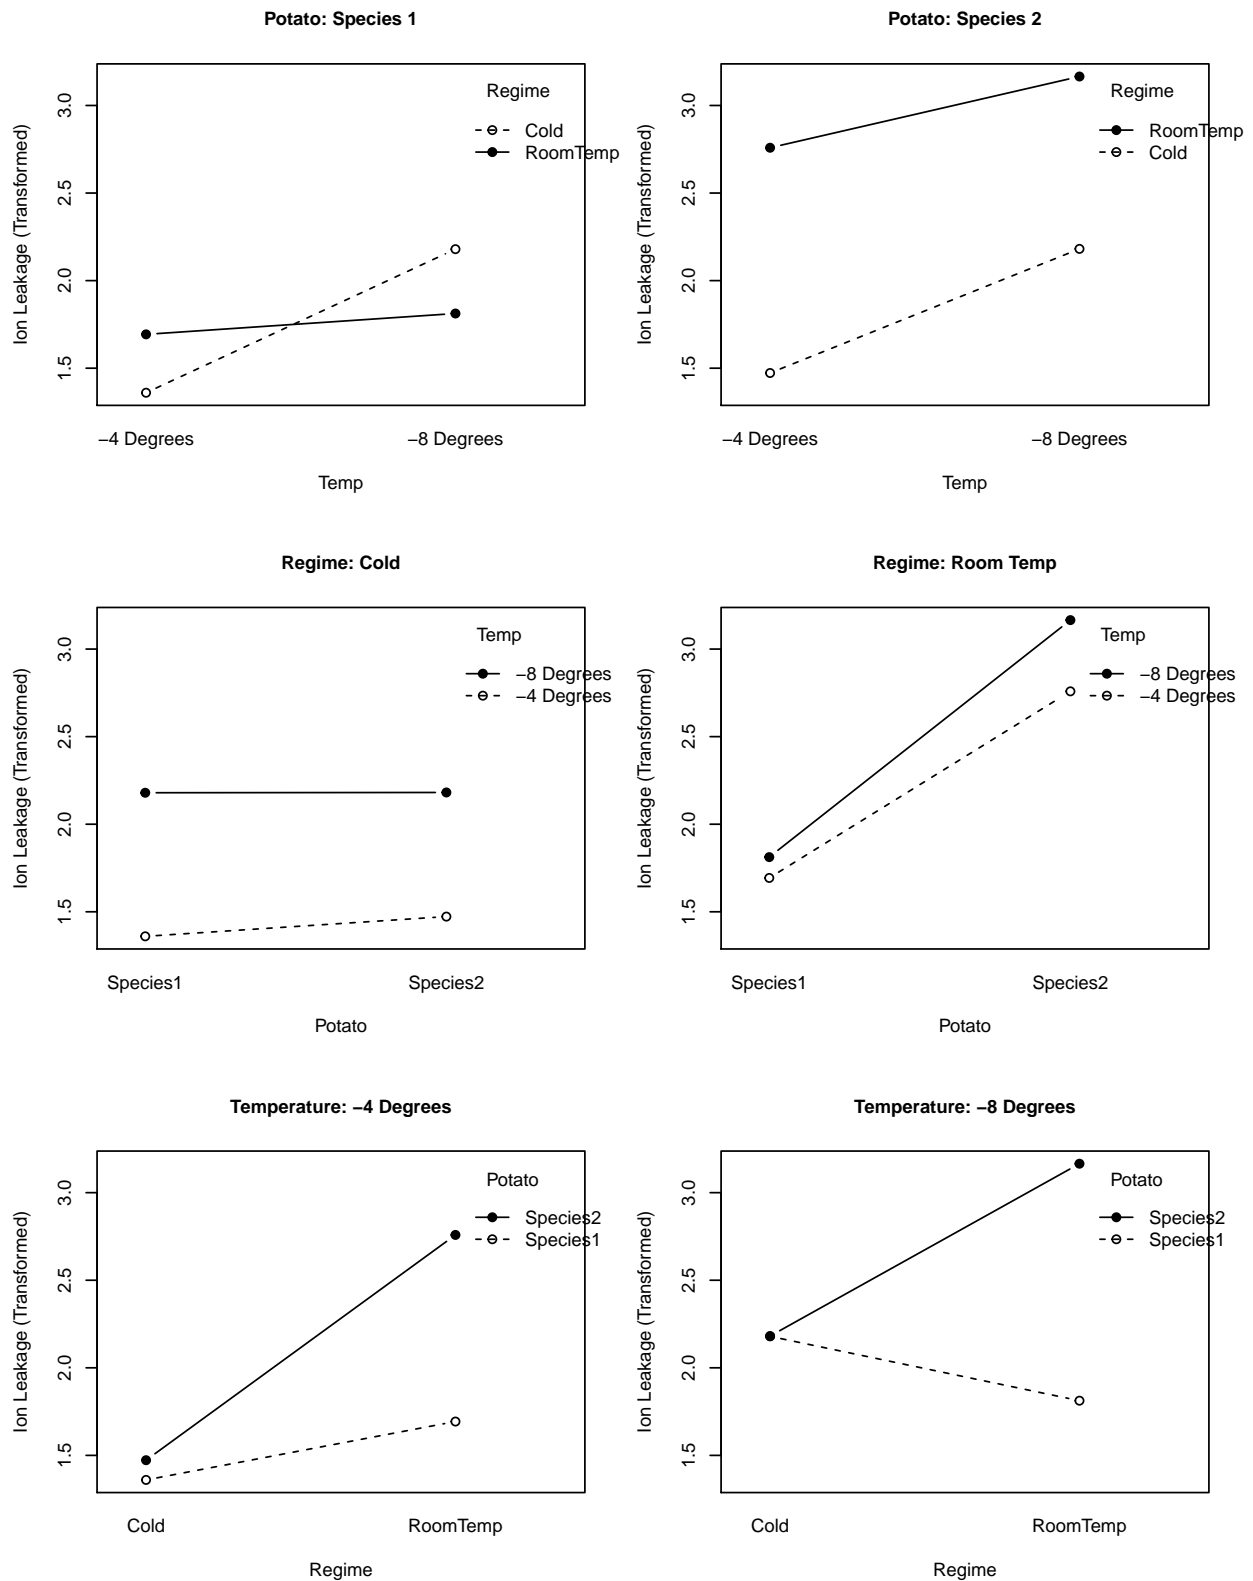 Potato: Species 1
Ion Leakage (Transformed)
3.0
2.5
2.0
1.5
Regime
Cold
RoomTemp
−4 Degrees
−8 Degrees
Temp
Potato: Species 2
Ion Leakage (Transformed)
3.0
2.5
2.0
1.5
Regime
RoomTemp
Cold
−4 Degrees
−8 Degrees
Temp
Regime: Cold
Ion Leakage (Transformed)
3.0
2.5
2.0
1.5
Temp
−8 Degrees
−4 Degrees
Species1
Species2
Potato
Regime: Room Temp
Ion Leakage (Transformed)
3.0
2.5
2.0
1.5
Temp
−8 Degrees
−4 Degrees
Species1
Species2
Potato
Temperature: −4 Degrees
Ion Leakage (Transformed)
3.0
2.5
2.0
1.5
Potato
Species2
Species1
Cold
RoomTemp
Regime
Temperature: −8 Degrees
Ion Leakage (Transformed)
3.0
2.5
2.0
1.5
Potato
Species2
Species1
Cold
RoomTemp
Regime